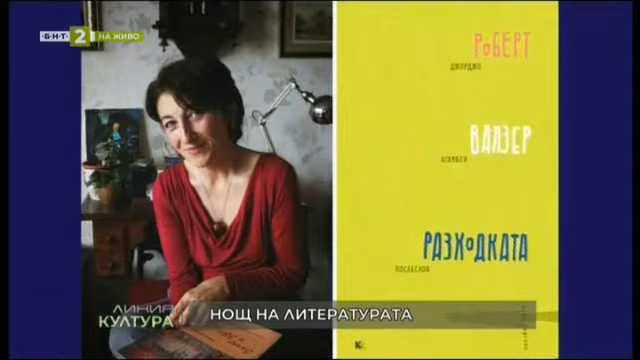 БНТ 2 НА ЖИВО
РОБЕРТ
ДЖОРДЖО
ВАЛЗЕР
АГАМБЕН
РАЗХОДКАТА
ПОСЛЕСЛОВ
ЛИНИЯ
КУЛТУРА
НОЩ НА ЛИТЕРАТУРАТА